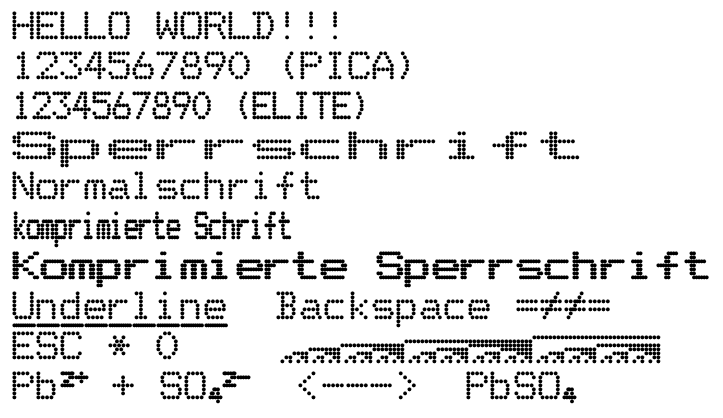 HELLO WORLD!!!
1234567890 (PICA)
1234567890 (ELITE)
Sperrschrift
Normalschrift
komprimierte Schrift
Komprimierte Sperrschrift
Underline Backspace =≠≠=
ESC * 0
Pb²⁺ + SO₄²⁻ <---> PbSO₄